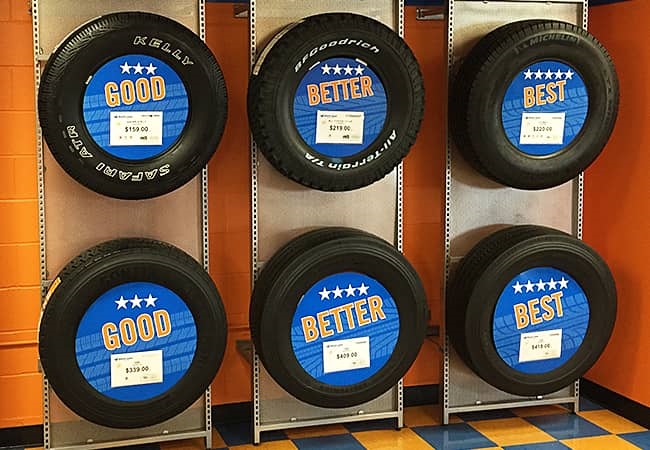 KELLY
GOOD
$159.00
SAFARI ATR
BFGoodrich
BETTER
$219.00
All-Terrain T/A
MICHELIN
BEST
$220.00
GOOD
$339.00
BETTER
$409.00
BEST
$418.00